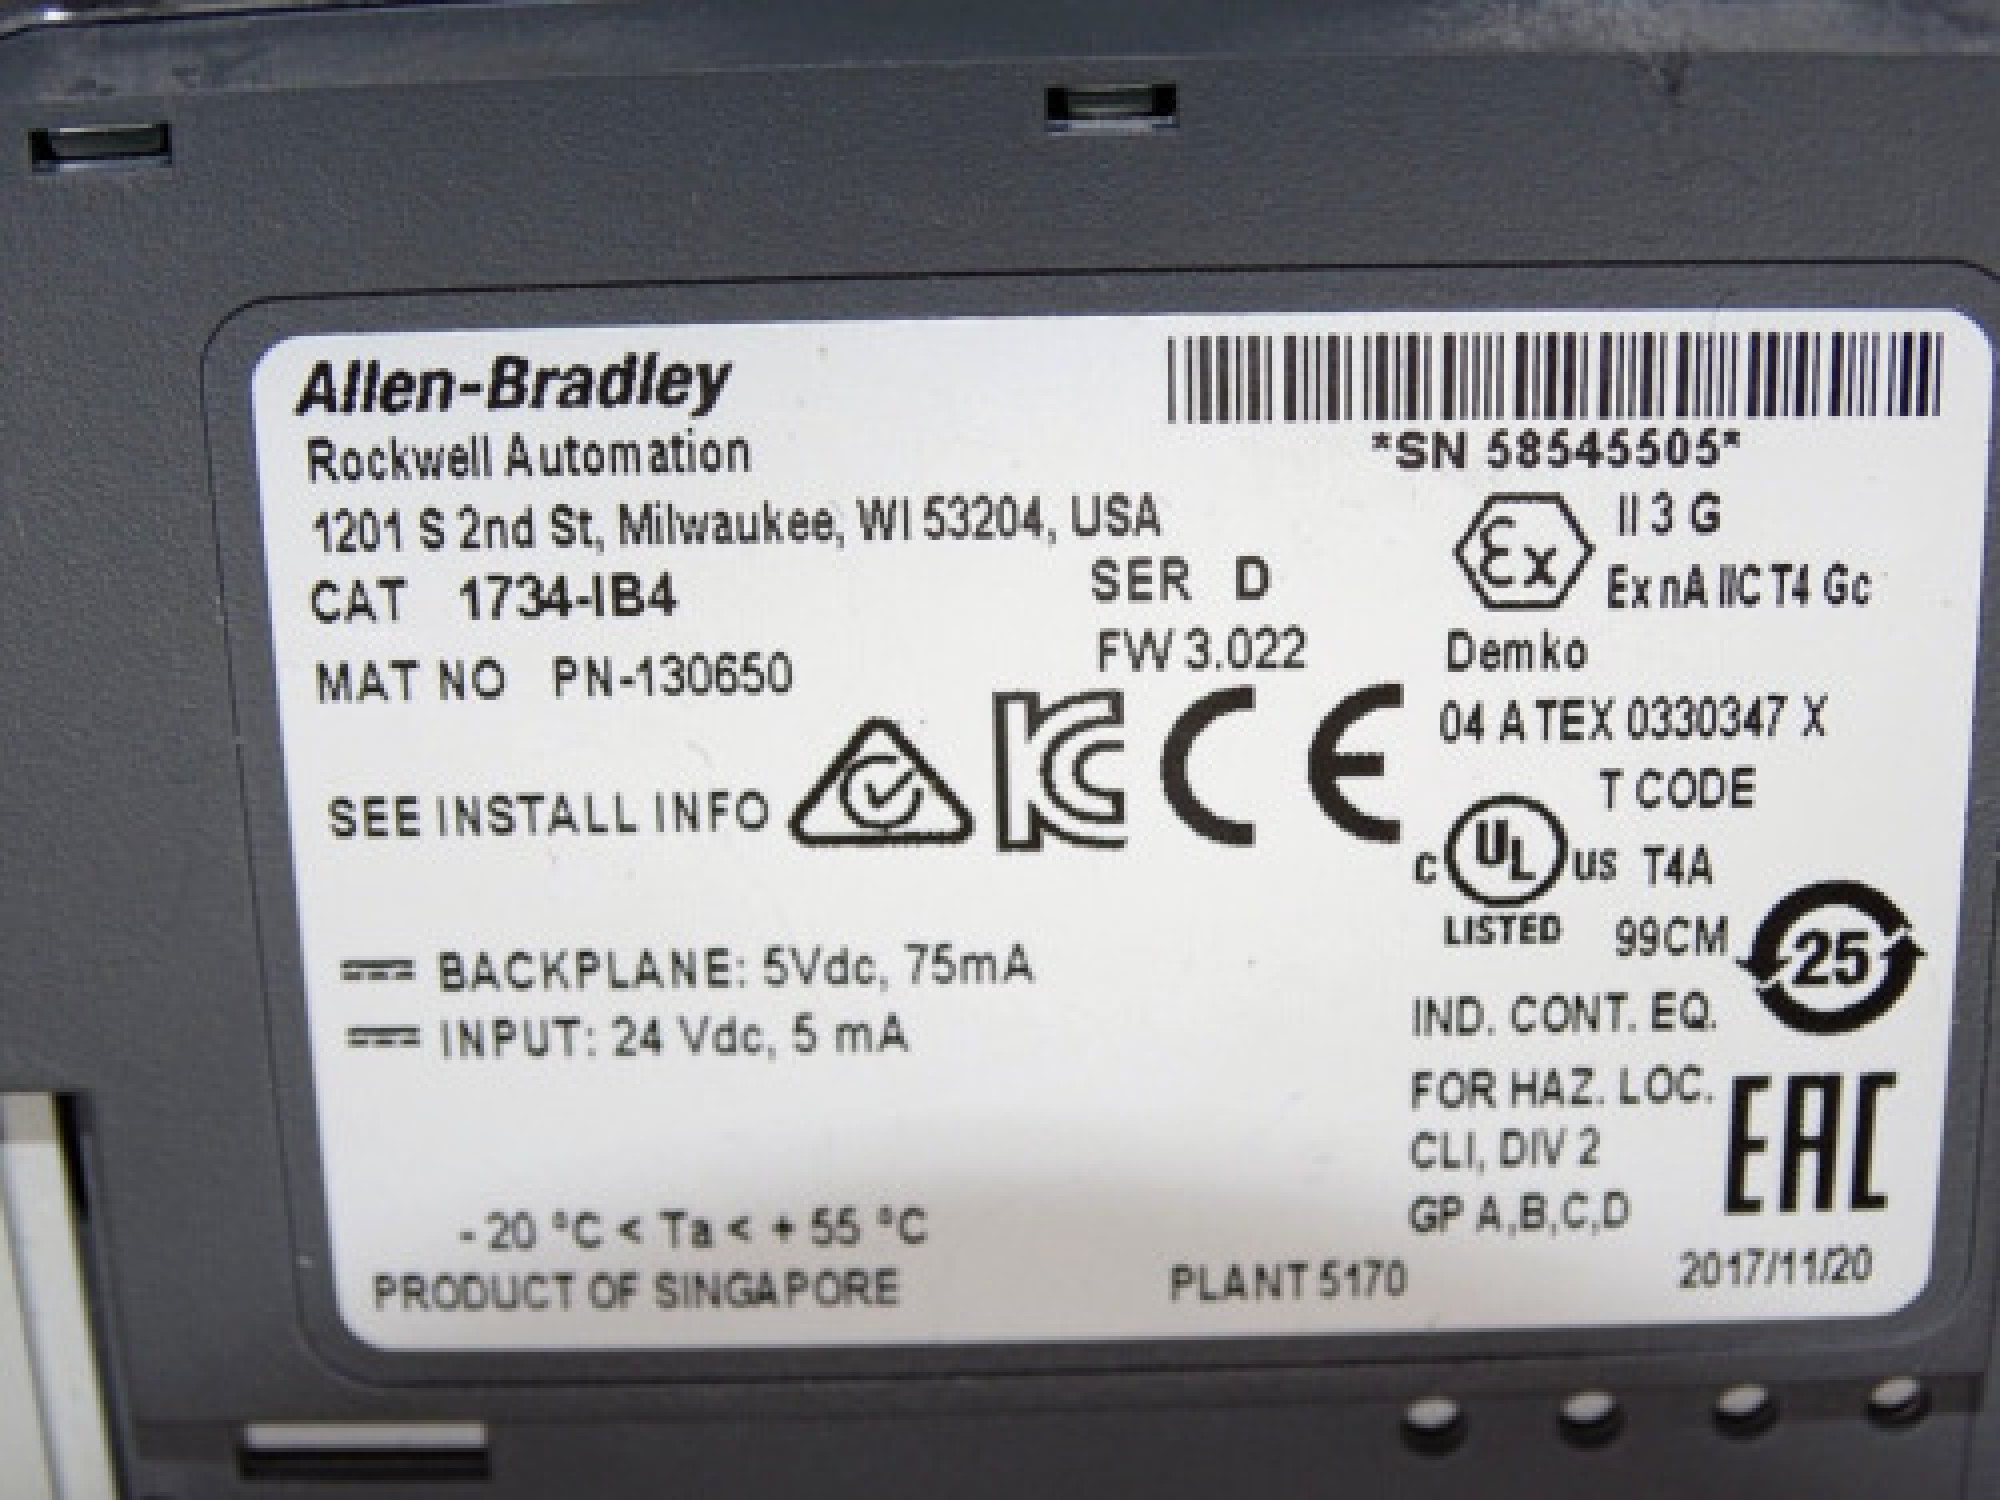 Allen-Bradley
Rockwell Automation
1201 S 2nd St, Milwaukee, WI 53204, USA
CAT 1734-IB4
SER D
MAT NO PN-130650
FW 3.022
SEE INSTALL INFO
KC CE
BACKPLANE: 5Vdc, 75mA
INPUT: 24 Vdc, 5 mA
- 20 °C < Ta < + 55 °C
PRODUCT OF SINGAPORE
PLANT 5170
*SN 58545505*
Ex
II 3 G
Ex nA IIC T4 Gc
Demko
04 ATEX 0330347 X
T CODE
C UL US T4A
LISTED 99CM
25
IND. CONT. EQ.
FOR HAZ. LOC.
CLI, DIV 2
GP A,B,C,D
EAC
2017/11/20